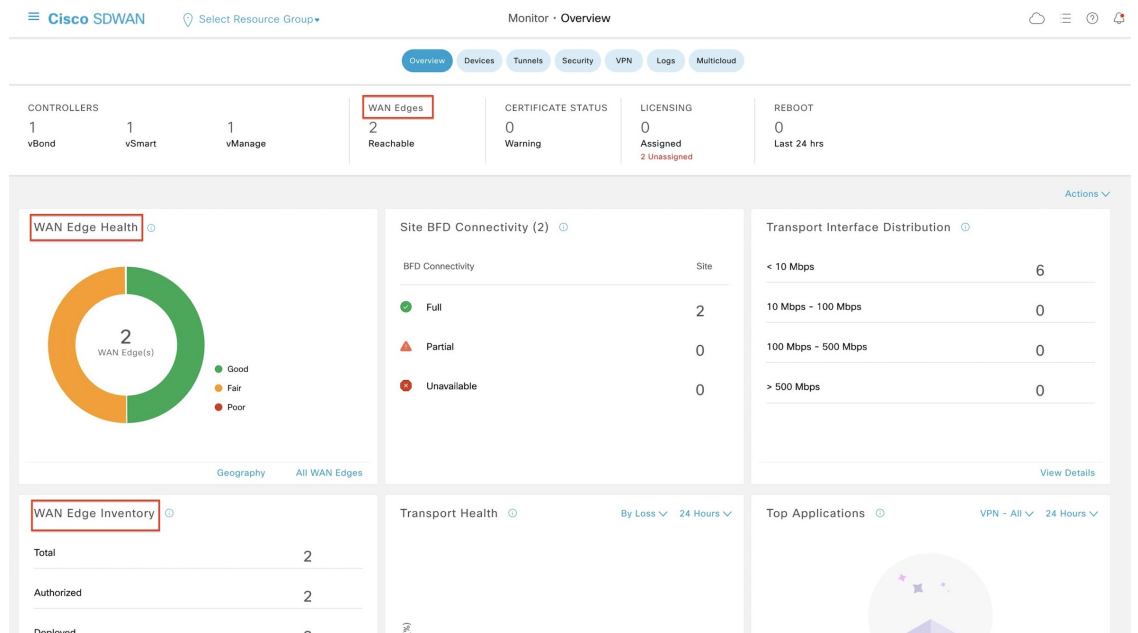 Cisco SDWAN
Select Resource Group
Monitor · Overview
Overview
Devices
Tunnels
Security
VPN
Logs
Multicloud
CONTROLLERS
1
vBond
1
vSmart
1
vManage
WAN Edges
2
Reachable
CERTIFICATE STATUS
0
Warning
LICENSING
0
Assigned
2 Unassigned
REBOOT
0
Last 24 hrs
Actions
WAN Edge Health
2
WAN Edge(s)
Good
Fair
Poor
Geography
All WAN Edges
Site BFD Connectivity (2)
BFD Connectivity Site
Full 2
Partial 0
Unavailable 0
Transport Interface Distribution
< 10 Mbps 6
10 Mbps - 100 Mbps 0
100 Mbps - 500 Mbps 0
> 500 Mbps 0
View Details
WAN Edge Inventory
Total 2
Authorized 2
Deployed
Transport Health
By Loss
24 Hours
Top Applications
VPN - All
24 Hours